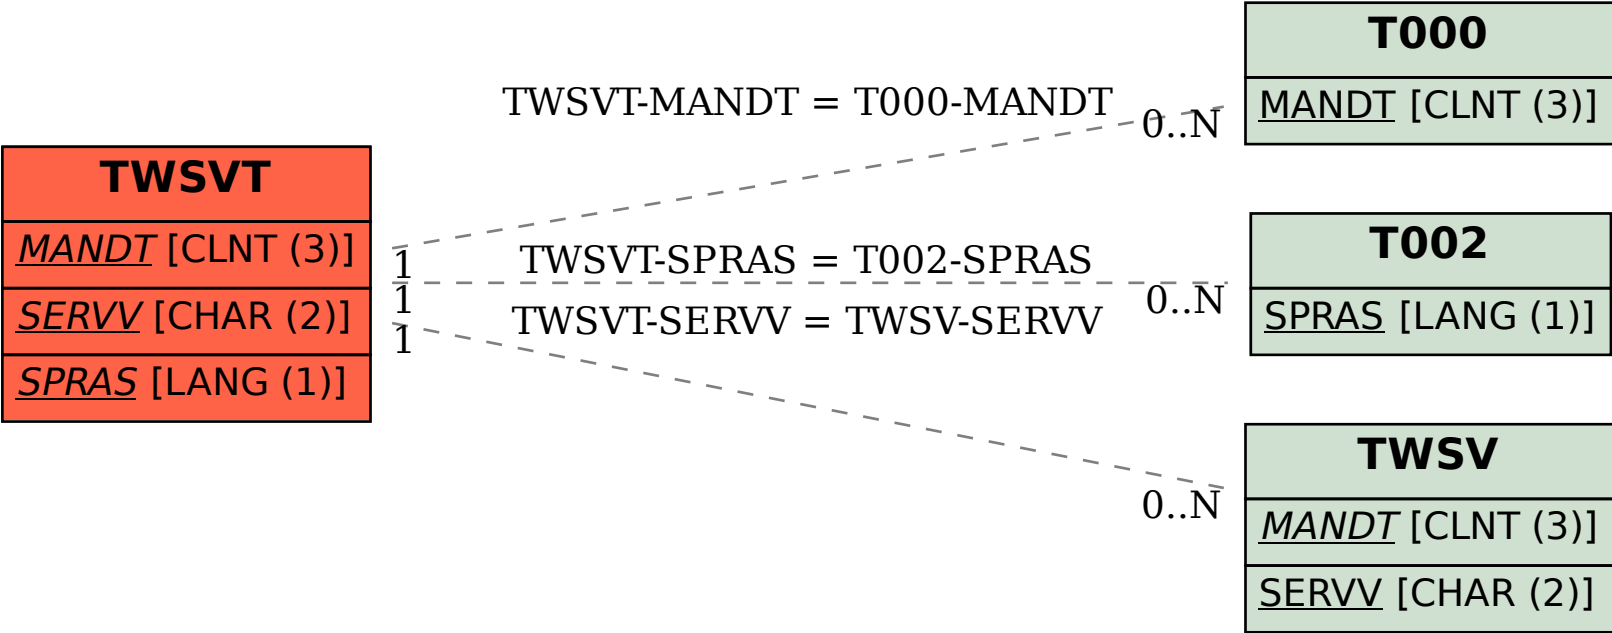 TWSVT
MANDT [CLNT (3)]
SERVV [CHAR (2)]
SPRAS [LANG (1)]
TWSVT-MANDT = T000-MANDT
0..N
1
TWSVT-SPRAS = T002-SPRAS
0..N
1
TWSVT-SERVV = TWSV-SERVV
1
0..N
T000
MANDT [CLNT (3)]
T002
SPRAS [LANG (1)]
TWSV
MANDT [CLNT (3)]
SERVV [CHAR (2)]